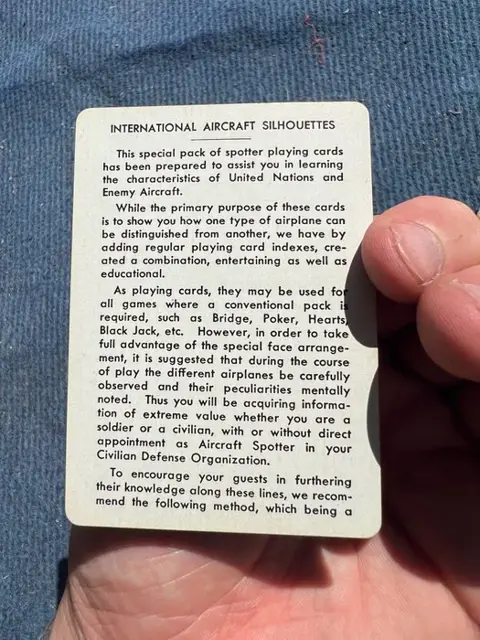 INTERNATIONAL AIRCRAFT SILHOUETTES
This special pack of spotter playing cards
has been prepared to assist you in learning
the characteristics of United Nations and
Enemy Aircraft.
While the primary purpose of these cards
is to show you how one type of airplane can
be distinguished from another, we have by
adding regular playing card indexes, cre-
ated a combination, entertaining as well as
educational.
As playing cards, they may be used for
all games where a conventional pack is
required, such as Bridge, Poker, Hearts,
Black Jack, etc. However, in order to take
full advantage of the special face arrange-
ment, it is suggested that during the course
of play the different airplanes be carefully
observed and their peculiarities mentally
noted. Thus you will be acquiring informa-
tion of extreme value whether you are a
soldier or a civilian, with or without direct
appointment as Aircraft Spotter in your
Civilian Defense Organization.
To encourage your guests in furthering
their knowledge along these lines, we recom-
mend the following method, which being a